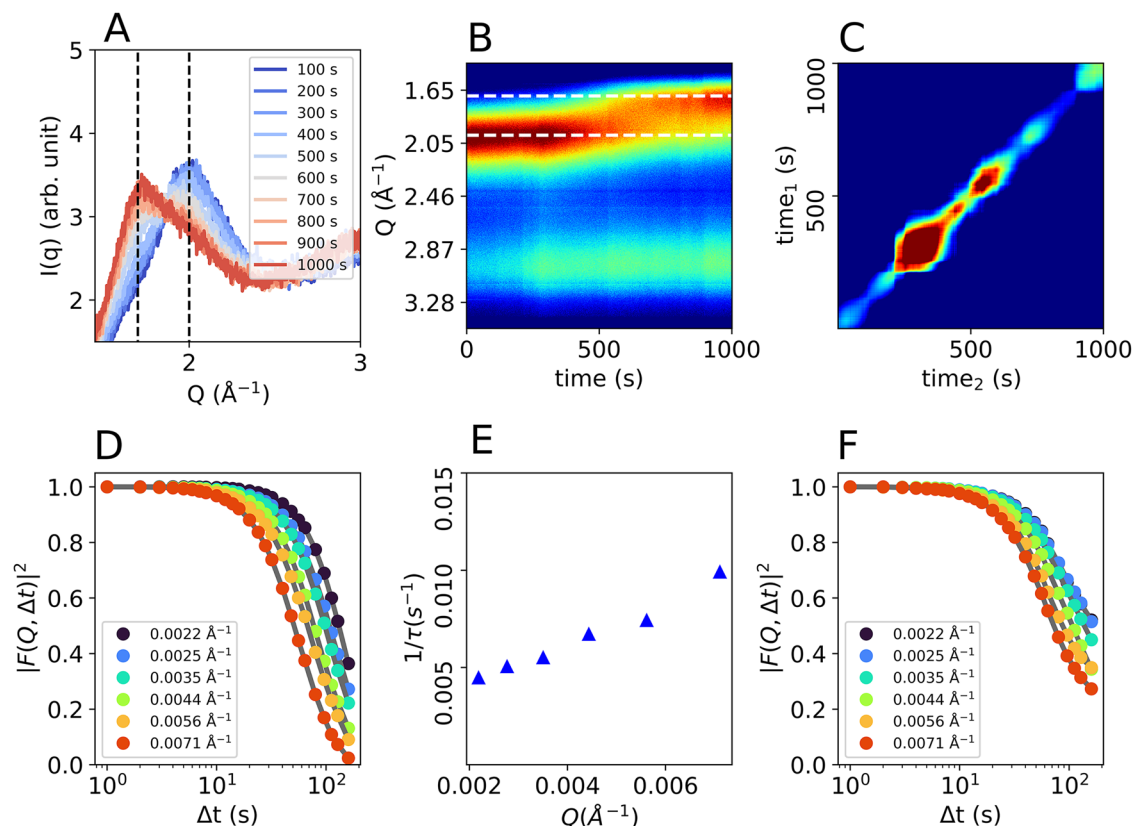 A
5
4
3
2
I(q) (arb. unit)
100 s
200 s
300 s
400 s
500 s
600 s
700 s
800 s
900 s
1000 s
2
3
Q (Å⁻¹)
B
1.65
2.05
2.46
2.87
3.28
Q (Å⁻¹)
0
500
1000
time (s)
C
1000
500
time₁ (s)
500
1000
time₂ (s)
D
1.0
0.8
0.6
0.4
0.2
0.0
|F(Q, Δt)|²
0.0022 Å⁻¹
0.0025 Å⁻¹
0.0035 Å⁻¹
0.0044 Å⁻¹
0.0056 Å⁻¹
0.0071 Å⁻¹
10⁰
10¹
10²
Δt (s)
E
0.015
0.010
0.005
1/τ(s⁻¹)
0.002
0.004
0.006
Q(Å⁻¹)
F
1.0
0.8
0.6
0.4
0.2
0.0
|F(Q, Δt)|²
0.0022 Å⁻¹
0.0025 Å⁻¹
0.0035 Å⁻¹
0.0044 Å⁻¹
0.0056 Å⁻¹
0.0071 Å⁻¹
10⁰
10¹
10²
Δt (s)